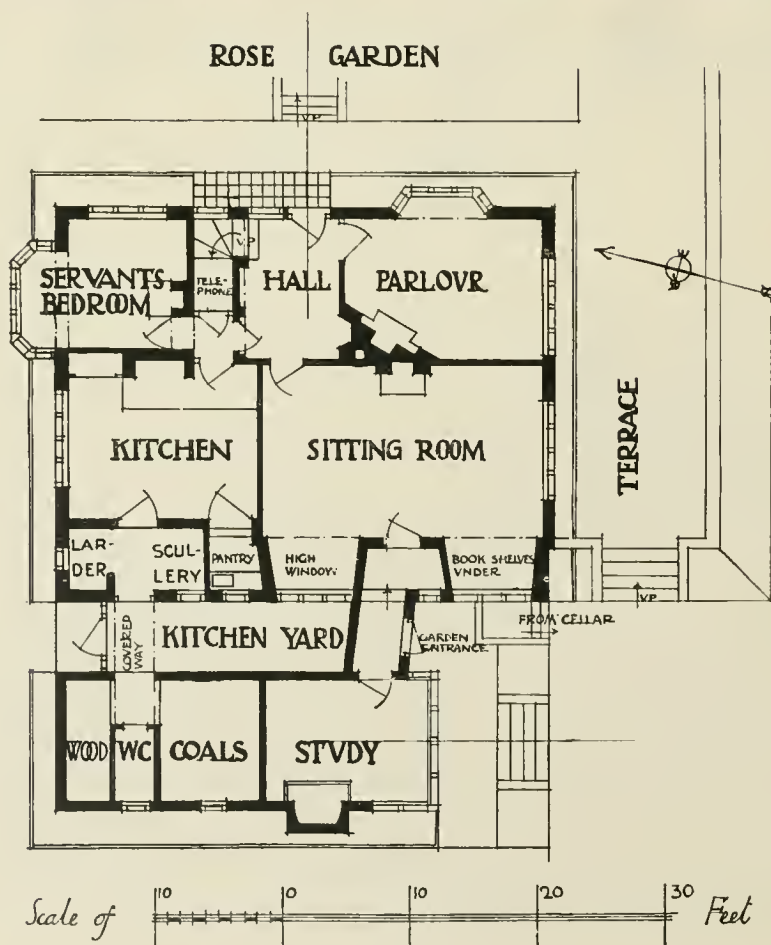 ROSE GARDEN
VP
SERVANTS
BEDROOM
TELE-
PHONE
VP
HALL
PARLOVR
TERRACE
KITCHEN
SITTING ROOM
LAR-
DER
SCUL-
LERY
PANTRY
HIGH
WINDOW
BOOK SHELVES
VNDER
VP
FROM CELLAR
COVERED
WAY
KITCHEN YARD
GARDEN
ENTRANCE
WOOD
WC
COALS
STVDY
Scale of
10
0
10
20
30
Feet